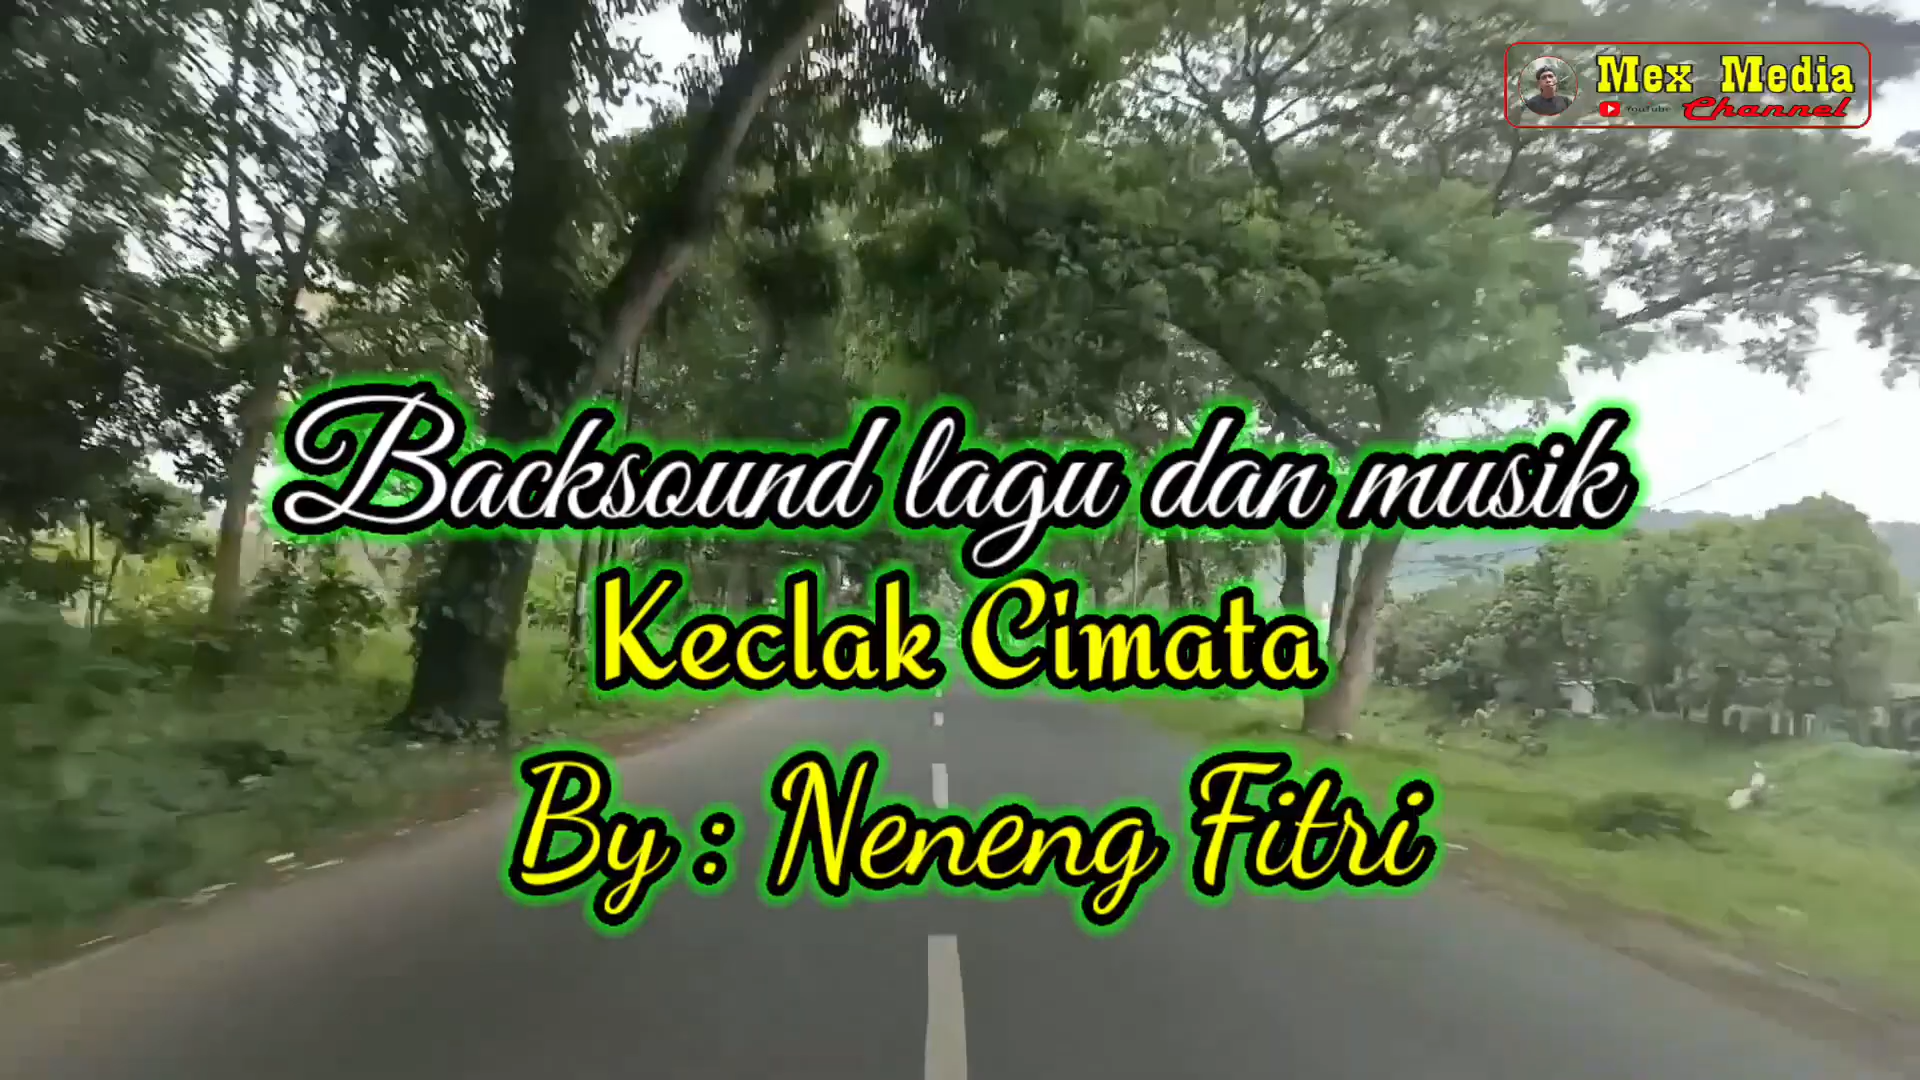 Mex Media
YouTube Channel
Backsound lagu dan musik
Keclak Cimata
By : Neneng Fitri